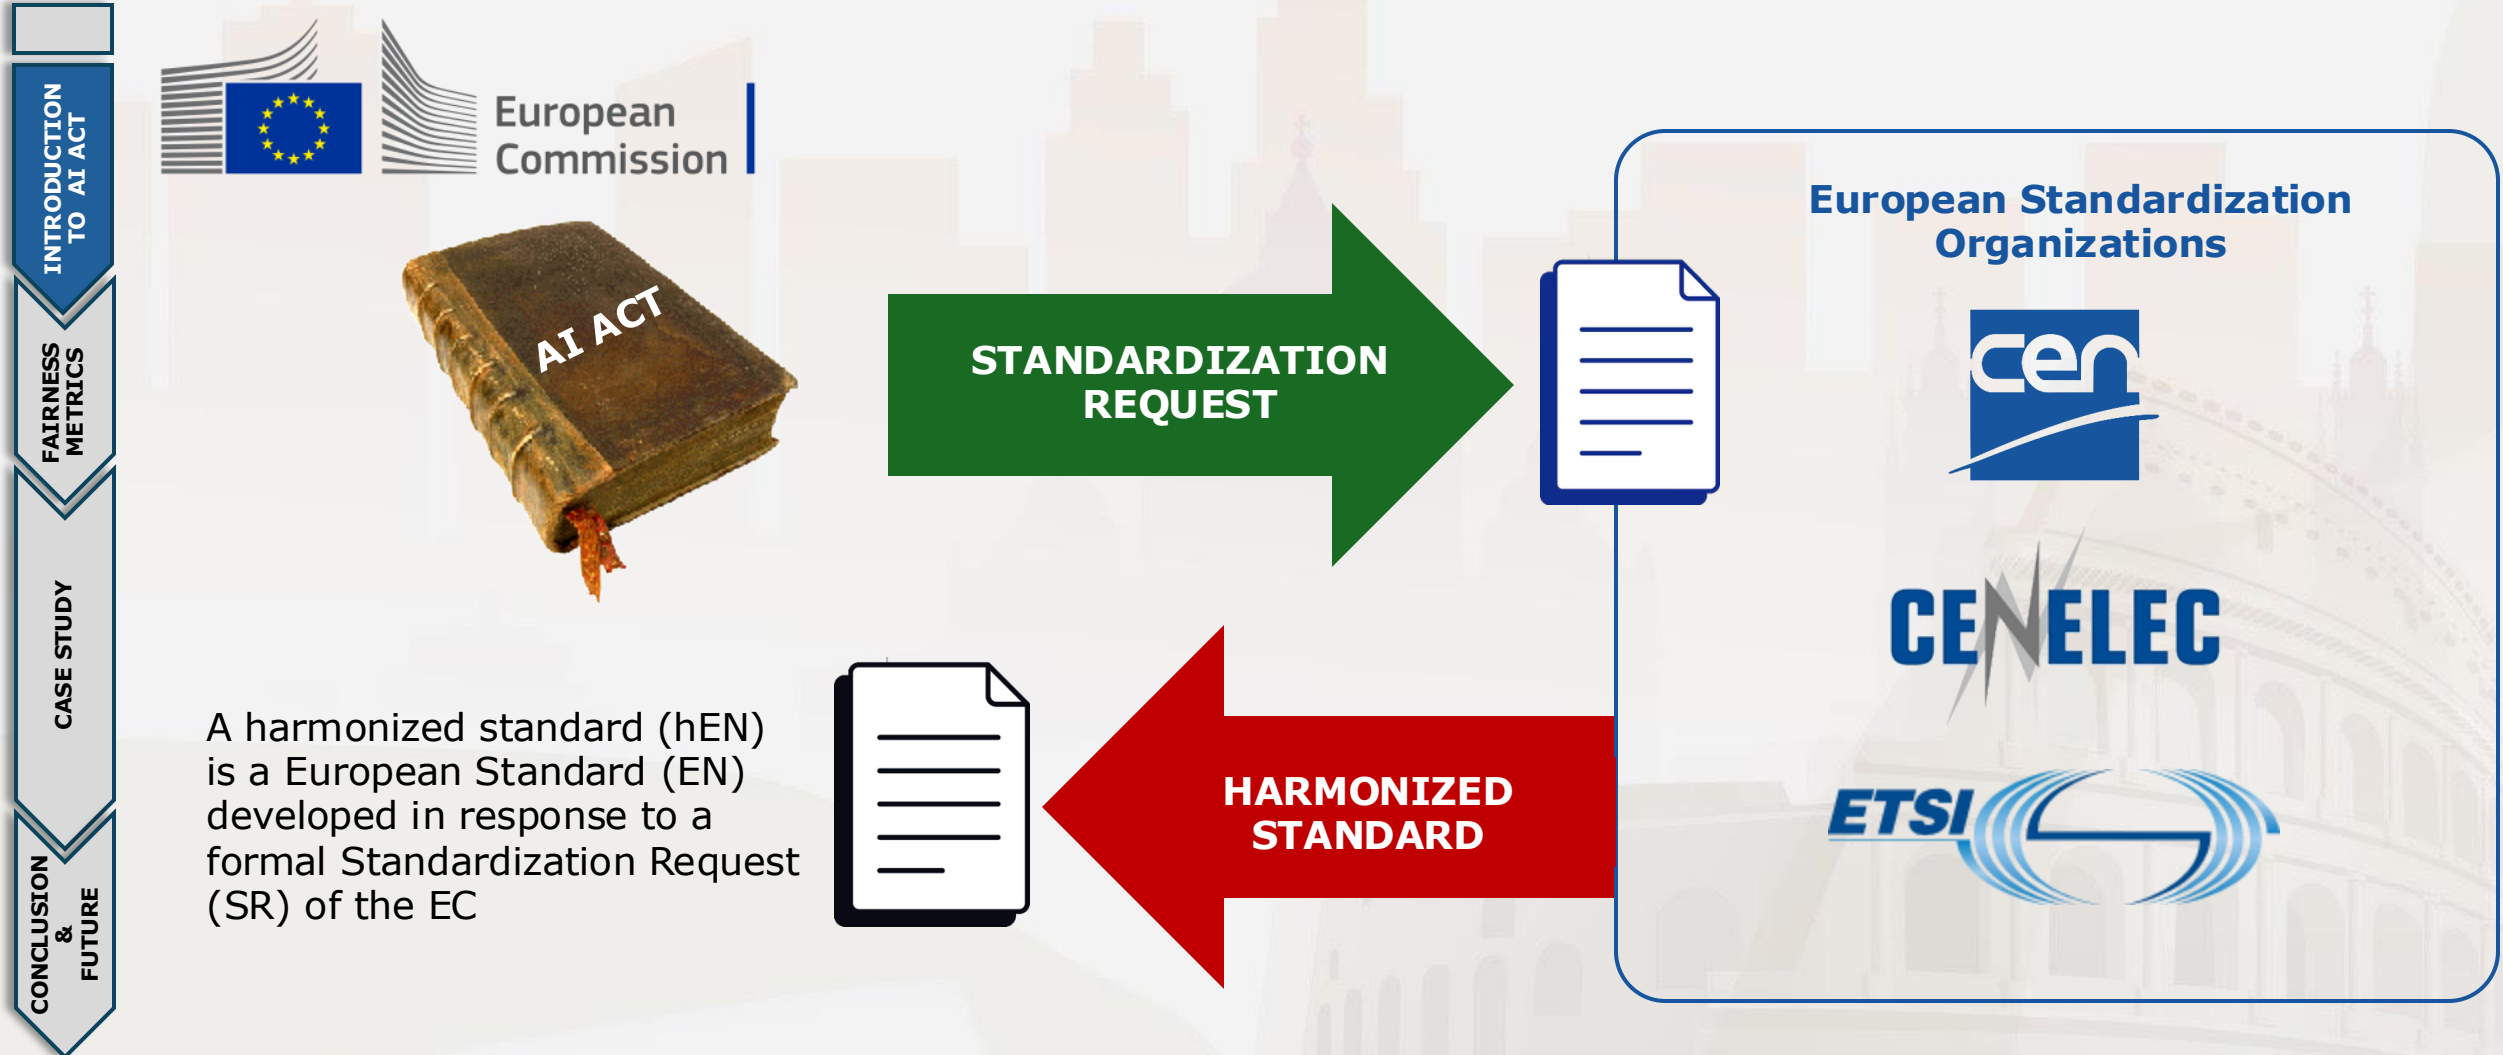 INTRODUCTION
TO AI ACT
FAIRNESS
METRICS
CASE STUDY
CONCLUSION
&
FUTURE
European
Commission
AI ACT
STANDARDIZATION
REQUEST
European Standardization
Organizations
cen
CENELEC
ETSI
HARMONIZED
STANDARD
A harmonized standard (hEN)
is a European Standard (EN)
developed in response to a
formal Standardization Request
(SR) of the EC